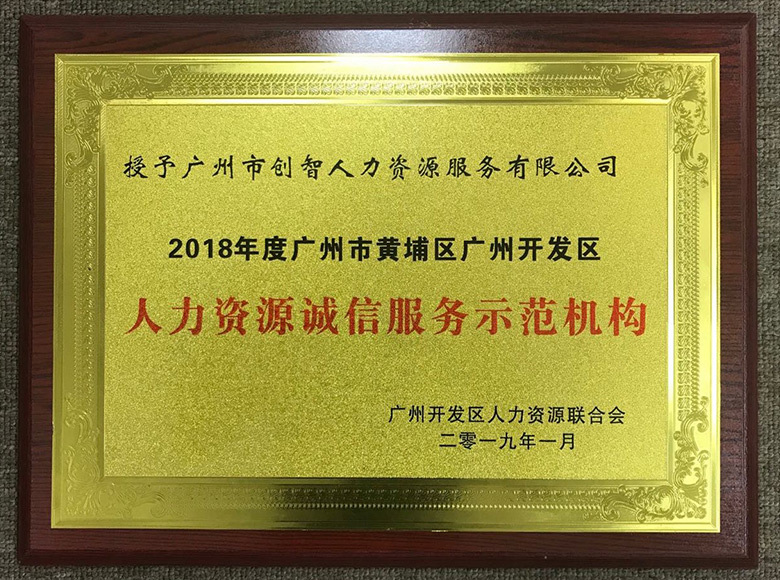 授予广州市创智人力资源服务有限公司
2018年度广州市黄埔区广州开发区
人力资源诚信服务示范机构
广州开发区人力资源联合会
二零一九年一月